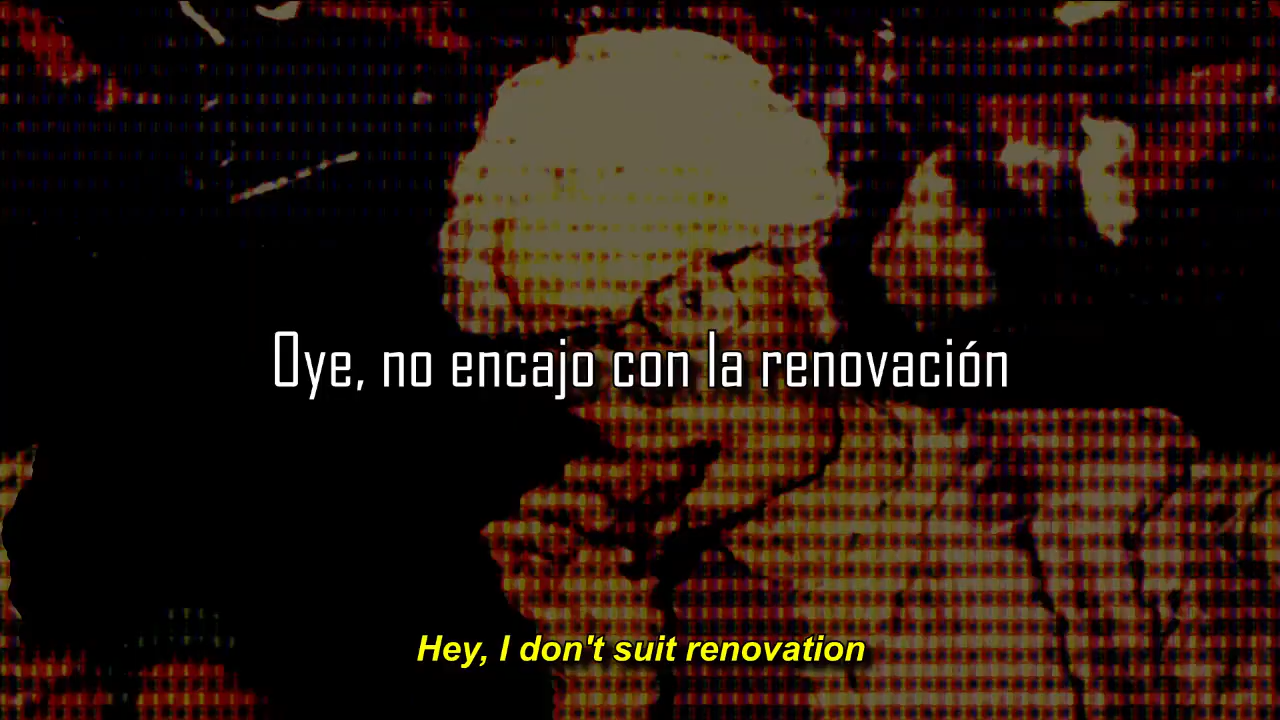 Oye, no encajo con la renovación
Hey, I don't suit renovation